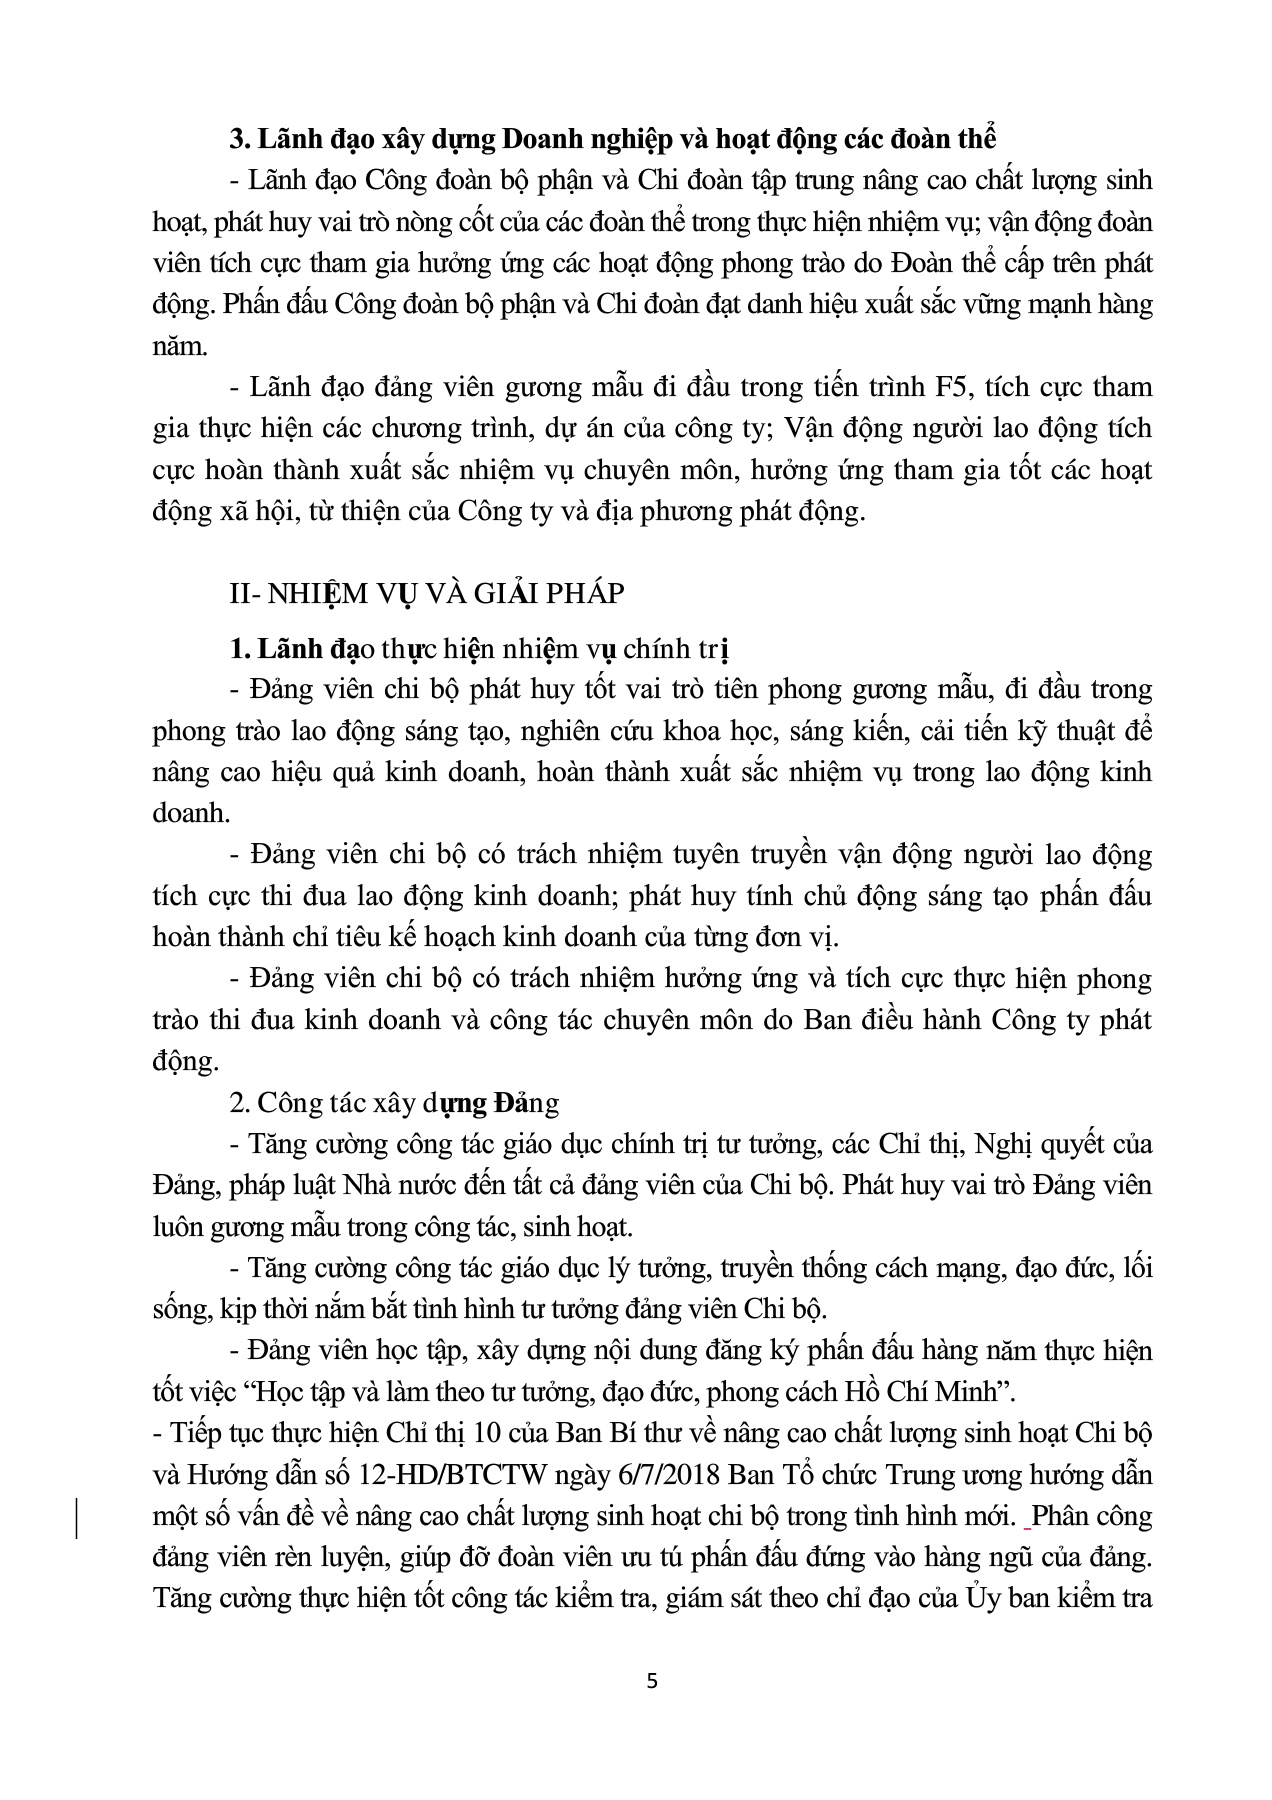 3. Lãnh đạo xây dựng Doanh nghiệp và hoạt động các đoàn thể
- Lãnh đạo Công đoàn bộ phận và Chi đoàn tập trung nâng cao chất lượng sinh
hoạt, phát huy vai trò nòng cốt của các đoàn thể trong thực hiện nhiệm vụ; vận động đoàn
viên tích cực tham gia hưởng ứng các hoạt động phong trào do Đoàn thể cấp trên phát
động. Phấn đấu Công đoàn bộ phận và Chi đoàn đạt danh hiệu xuất sắc vững mạnh hàng
năm.
- Lãnh đạo đảng viên gương mẫu đi đầu trong tiến trình F5, tích cực tham
gia thực hiện các chương trình, dự án của công ty; Vận động người lao động tích
cực hoàn thành xuất sắc nhiệm vụ chuyên môn, hưởng ứng tham gia tốt các hoạt
động xã hội, từ thiện của Công ty và địa phương phát động.
II- NHIỆM VỤ VÀ GIẢI PHÁP
1. Lãnh đạo thực hiện nhiệm vụ chính trị
- Đảng viên chi bộ phát huy tốt vai trò tiên phong gương mẫu, đi đầu trong
phong trào lao động sáng tạo, nghiên cứu khoa học, sáng kiến, cải tiến kỹ thuật để
nâng cao hiệu quả kinh doanh, hoàn thành xuất sắc nhiệm vụ trong lao động kinh
doanh.
- Đảng viên chi bộ có trách nhiệm tuyên truyền vận động người lao động
tích cực thi đua lao động kinh doanh; phát huy tính chủ động sáng tạo phấn đấu
hoàn thành chỉ tiêu kế hoạch kinh doanh của từng đơn vị.
- Đảng viên chi bộ có trách nhiệm hưởng ứng và tích cực thực hiện phong
trào thi đua kinh doanh và công tác chuyên môn do Ban điều hành Công ty phát
động.
2. Công tác xây dựng Đảng
- Tăng cường công tác giáo dục chính trị tư tưởng, các Chỉ thị, Nghị quyết của
Đảng, pháp luật Nhà nước đến tất cả đảng viên của Chi bộ. Phát huy vai trò Đảng viên
luôn gương mẫu trong công tác, sinh hoạt.
- Tăng cường công tác giáo dục lý tưởng, truyền thống cách mạng, đạo đức, lối
sống, kịp thời nắm bắt tình hình tư tưởng đảng viên Chi bộ.
- Đảng viên học tập, xây dựng nội dung đăng ký phấn đấu hàng năm thực hiện
tốt việc “Học tập và làm theo tư tưởng, đạo đức, phong cách Hồ Chí Minh”.
- Tiếp tục thực hiện Chỉ thị 10 của Ban Bí thư về nâng cao chất lượng sinh hoạt Chi bộ
và Hướng dẫn số 12-HD/BTCTW ngày 6/7/2018 Ban Tổ chức Trung ương hướng dẫn
một số vấn đề về nâng cao chất lượng sinh hoạt chi bộ trong tình hình mới. Phân công
đảng viên rèn luyện, giúp đỡ đoàn viên ưu tú phấn đấu đứng vào hàng ngũ của đảng.
Tăng cường thực hiện tốt công tác kiểm tra, giám sát theo chỉ đạo của Ủy ban kiểm tra
5